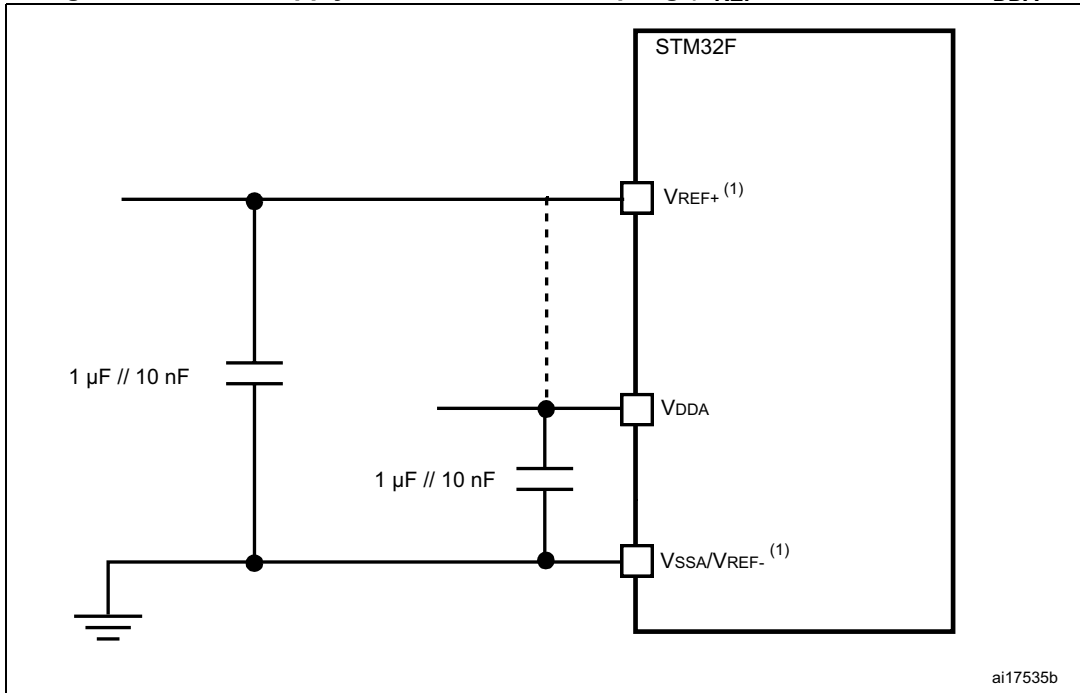 STM32F
VREF+ (1)
1 µF // 10 nF
VDDA
1 µF // 10 nF
VSSA/VREF- (1)
ai17535b